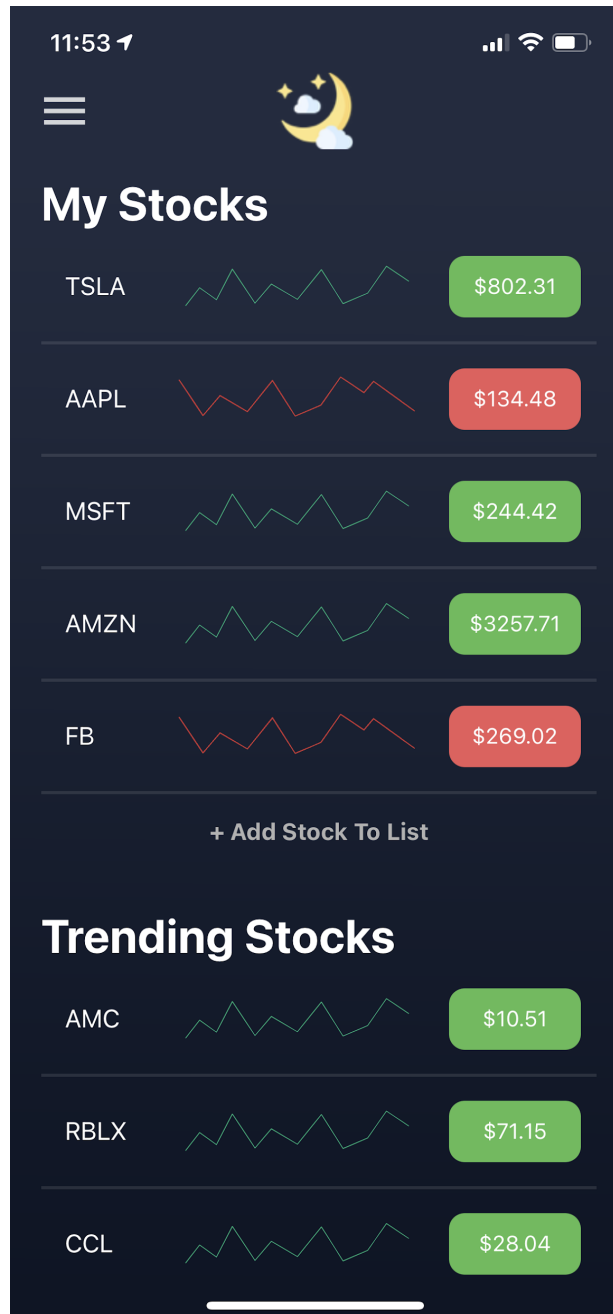 11:53
My Stocks
TSLA $802.31
AAPL $134.48
MSFT $244.42
AMZN $3257.71
FB $269.02
+ Add Stock To List
Trending Stocks
AMC $10.51
RBLX $71.15
CCL $28.04